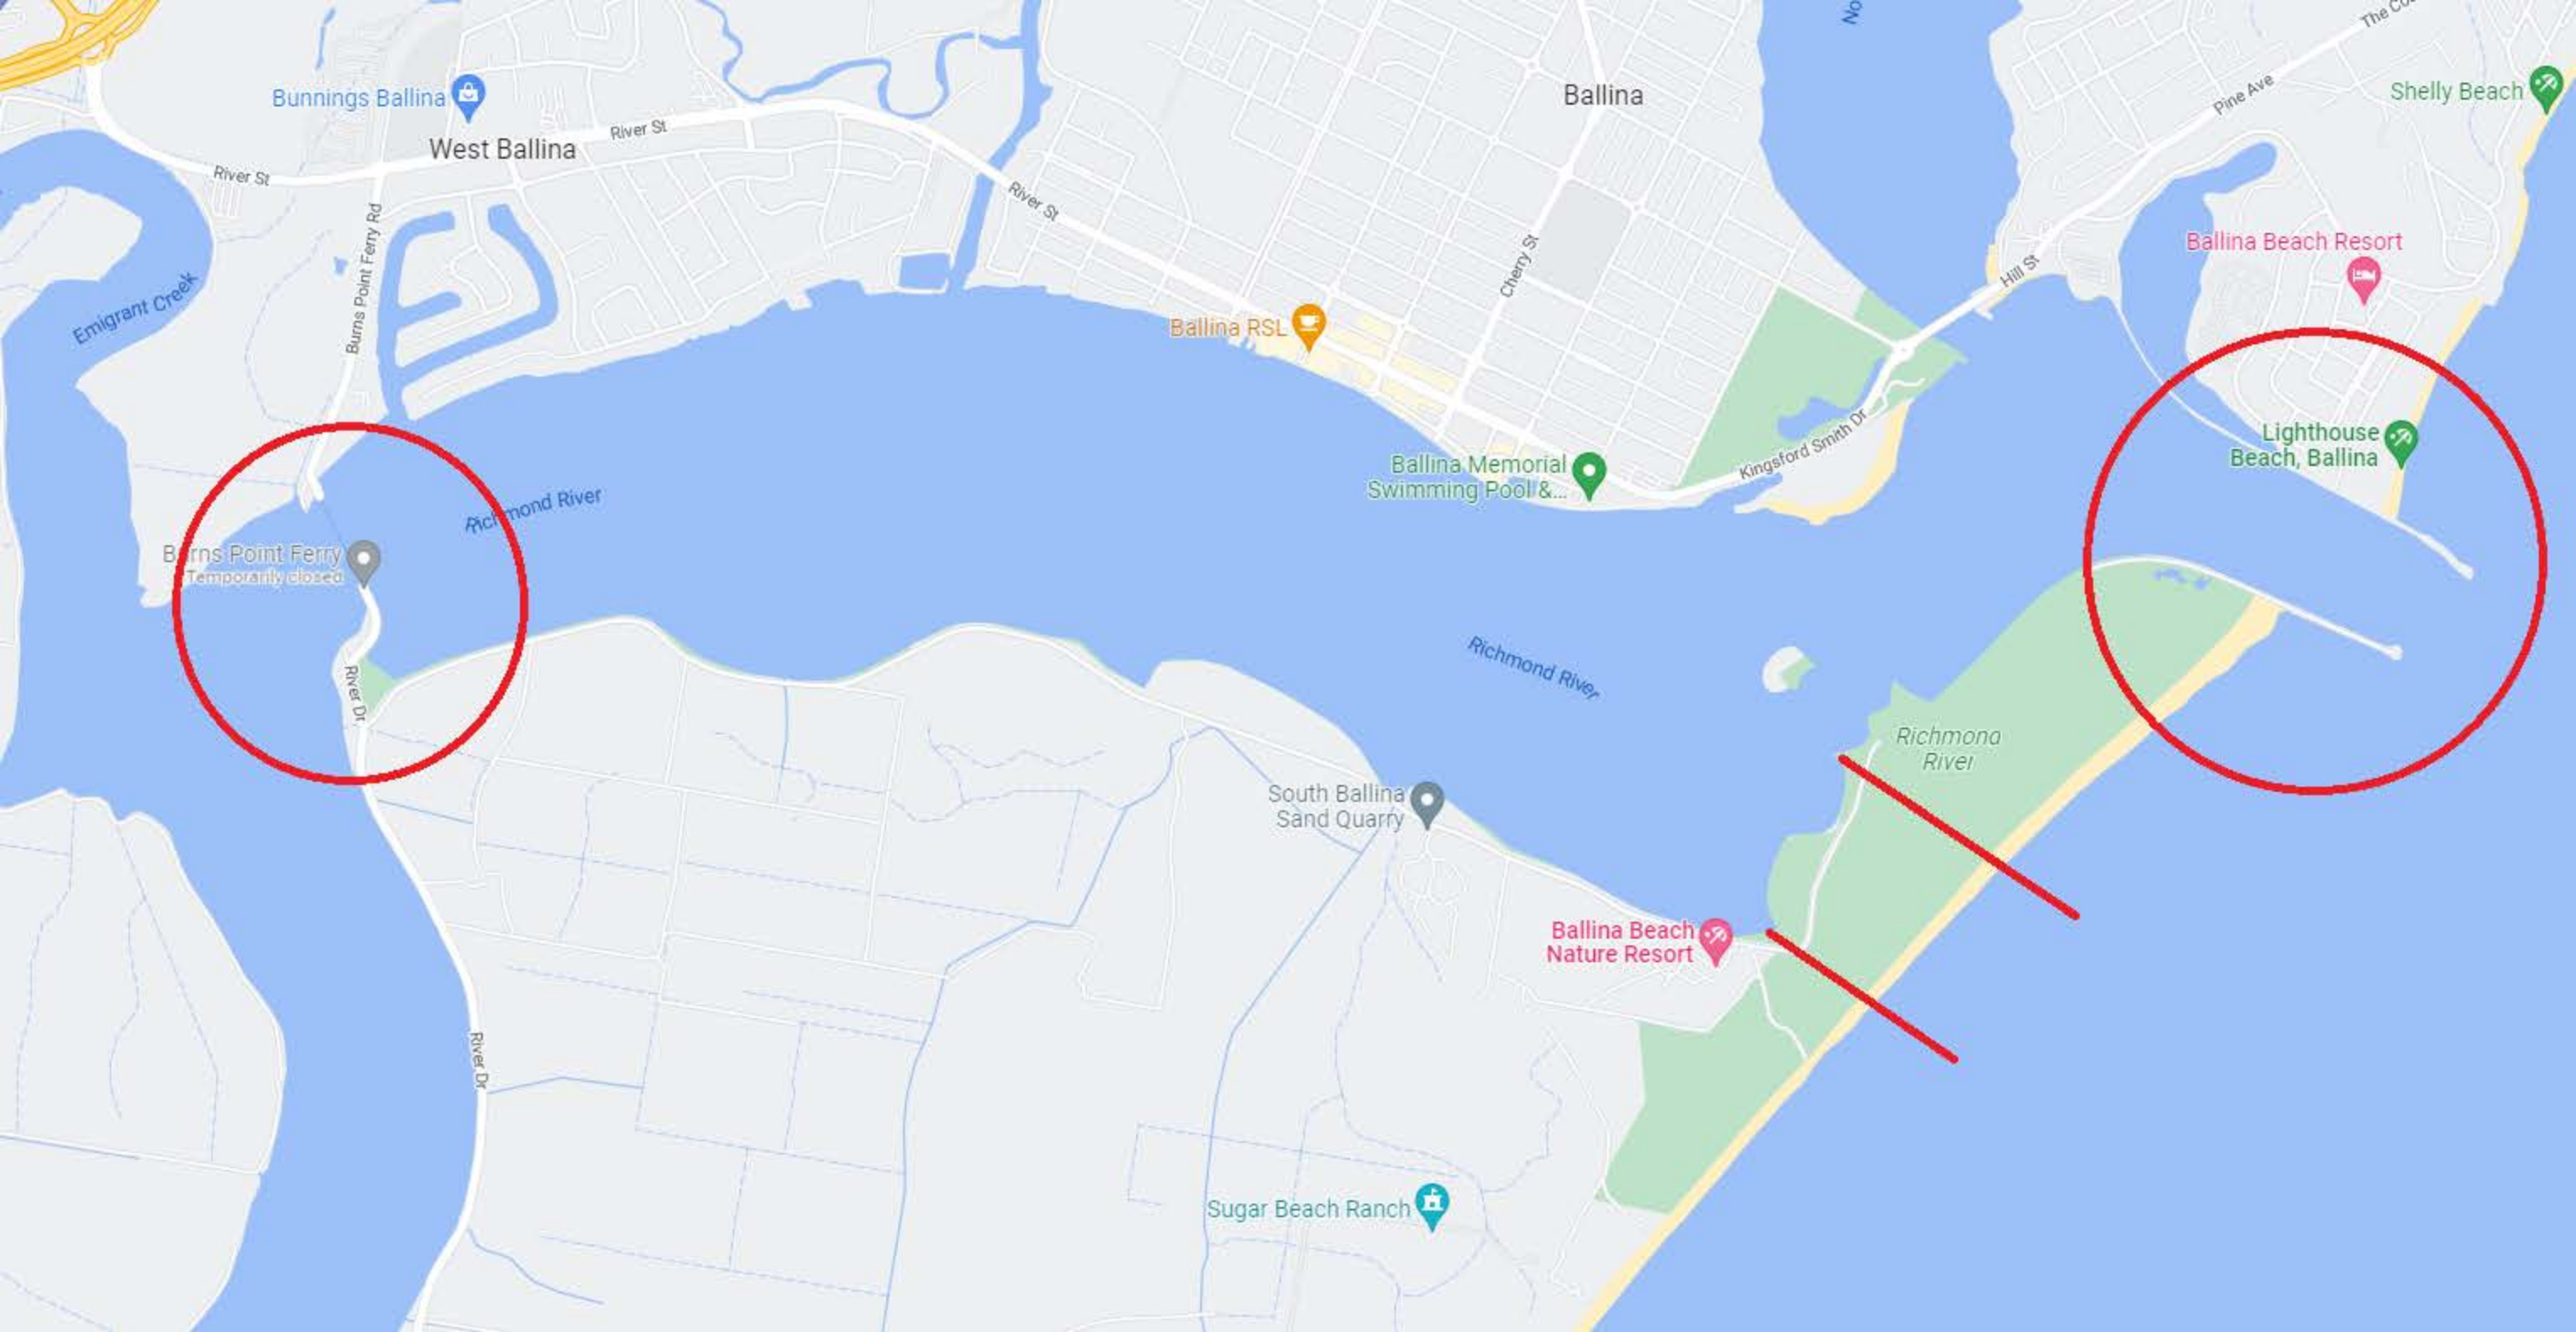 No
The Co
Bunnings Ballina
Ballina
Shelly Beach
Pine Ave
River St
West Ballina
River St
River St
Burns Point Ferry Rd
Cherry St
Ballina Beach Resort
Hill St
Emigrant Creek
Ballina RSL
Lighthouse
Beach, Ballina
Kingsford Smith Dr
Ballina Memorial
Swimming Pool &...
Richmond River
Burns Point Ferry
Temporarily closed
River Dr
Richmond River
Richmond
River
South Ballina
Sand Quarry
Ballina Beach
Nature Resort
River Dr
Sugar Beach Ranch